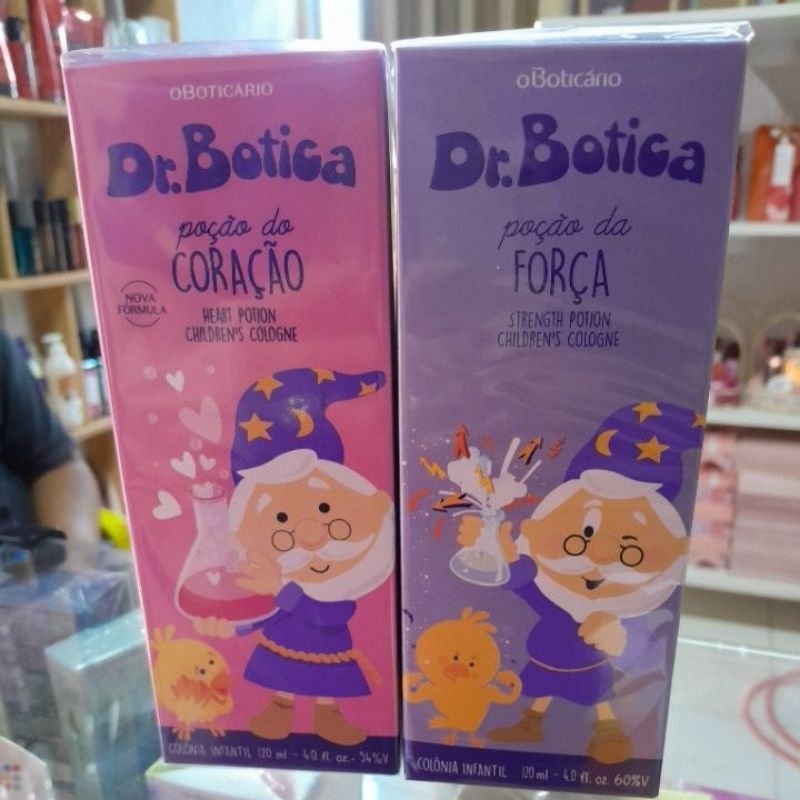 oBOTICÁRIO
Dr. Botica
poção do
CORAÇÃO
NOVA
FÓRMULA
HEART POTION
CHILDREN'S COLOGNE
COLÔNIA INFANTIL 120 ml - 4.0 fl. oz. - 54%V
oBoticário
Dr. Botica
poção da
FORÇA
STRENGTH POTION
CHILDREN'S COLOGNE
COLÔNIA INFANTIL 120 ml - 4.0 fl. oz. 60%V